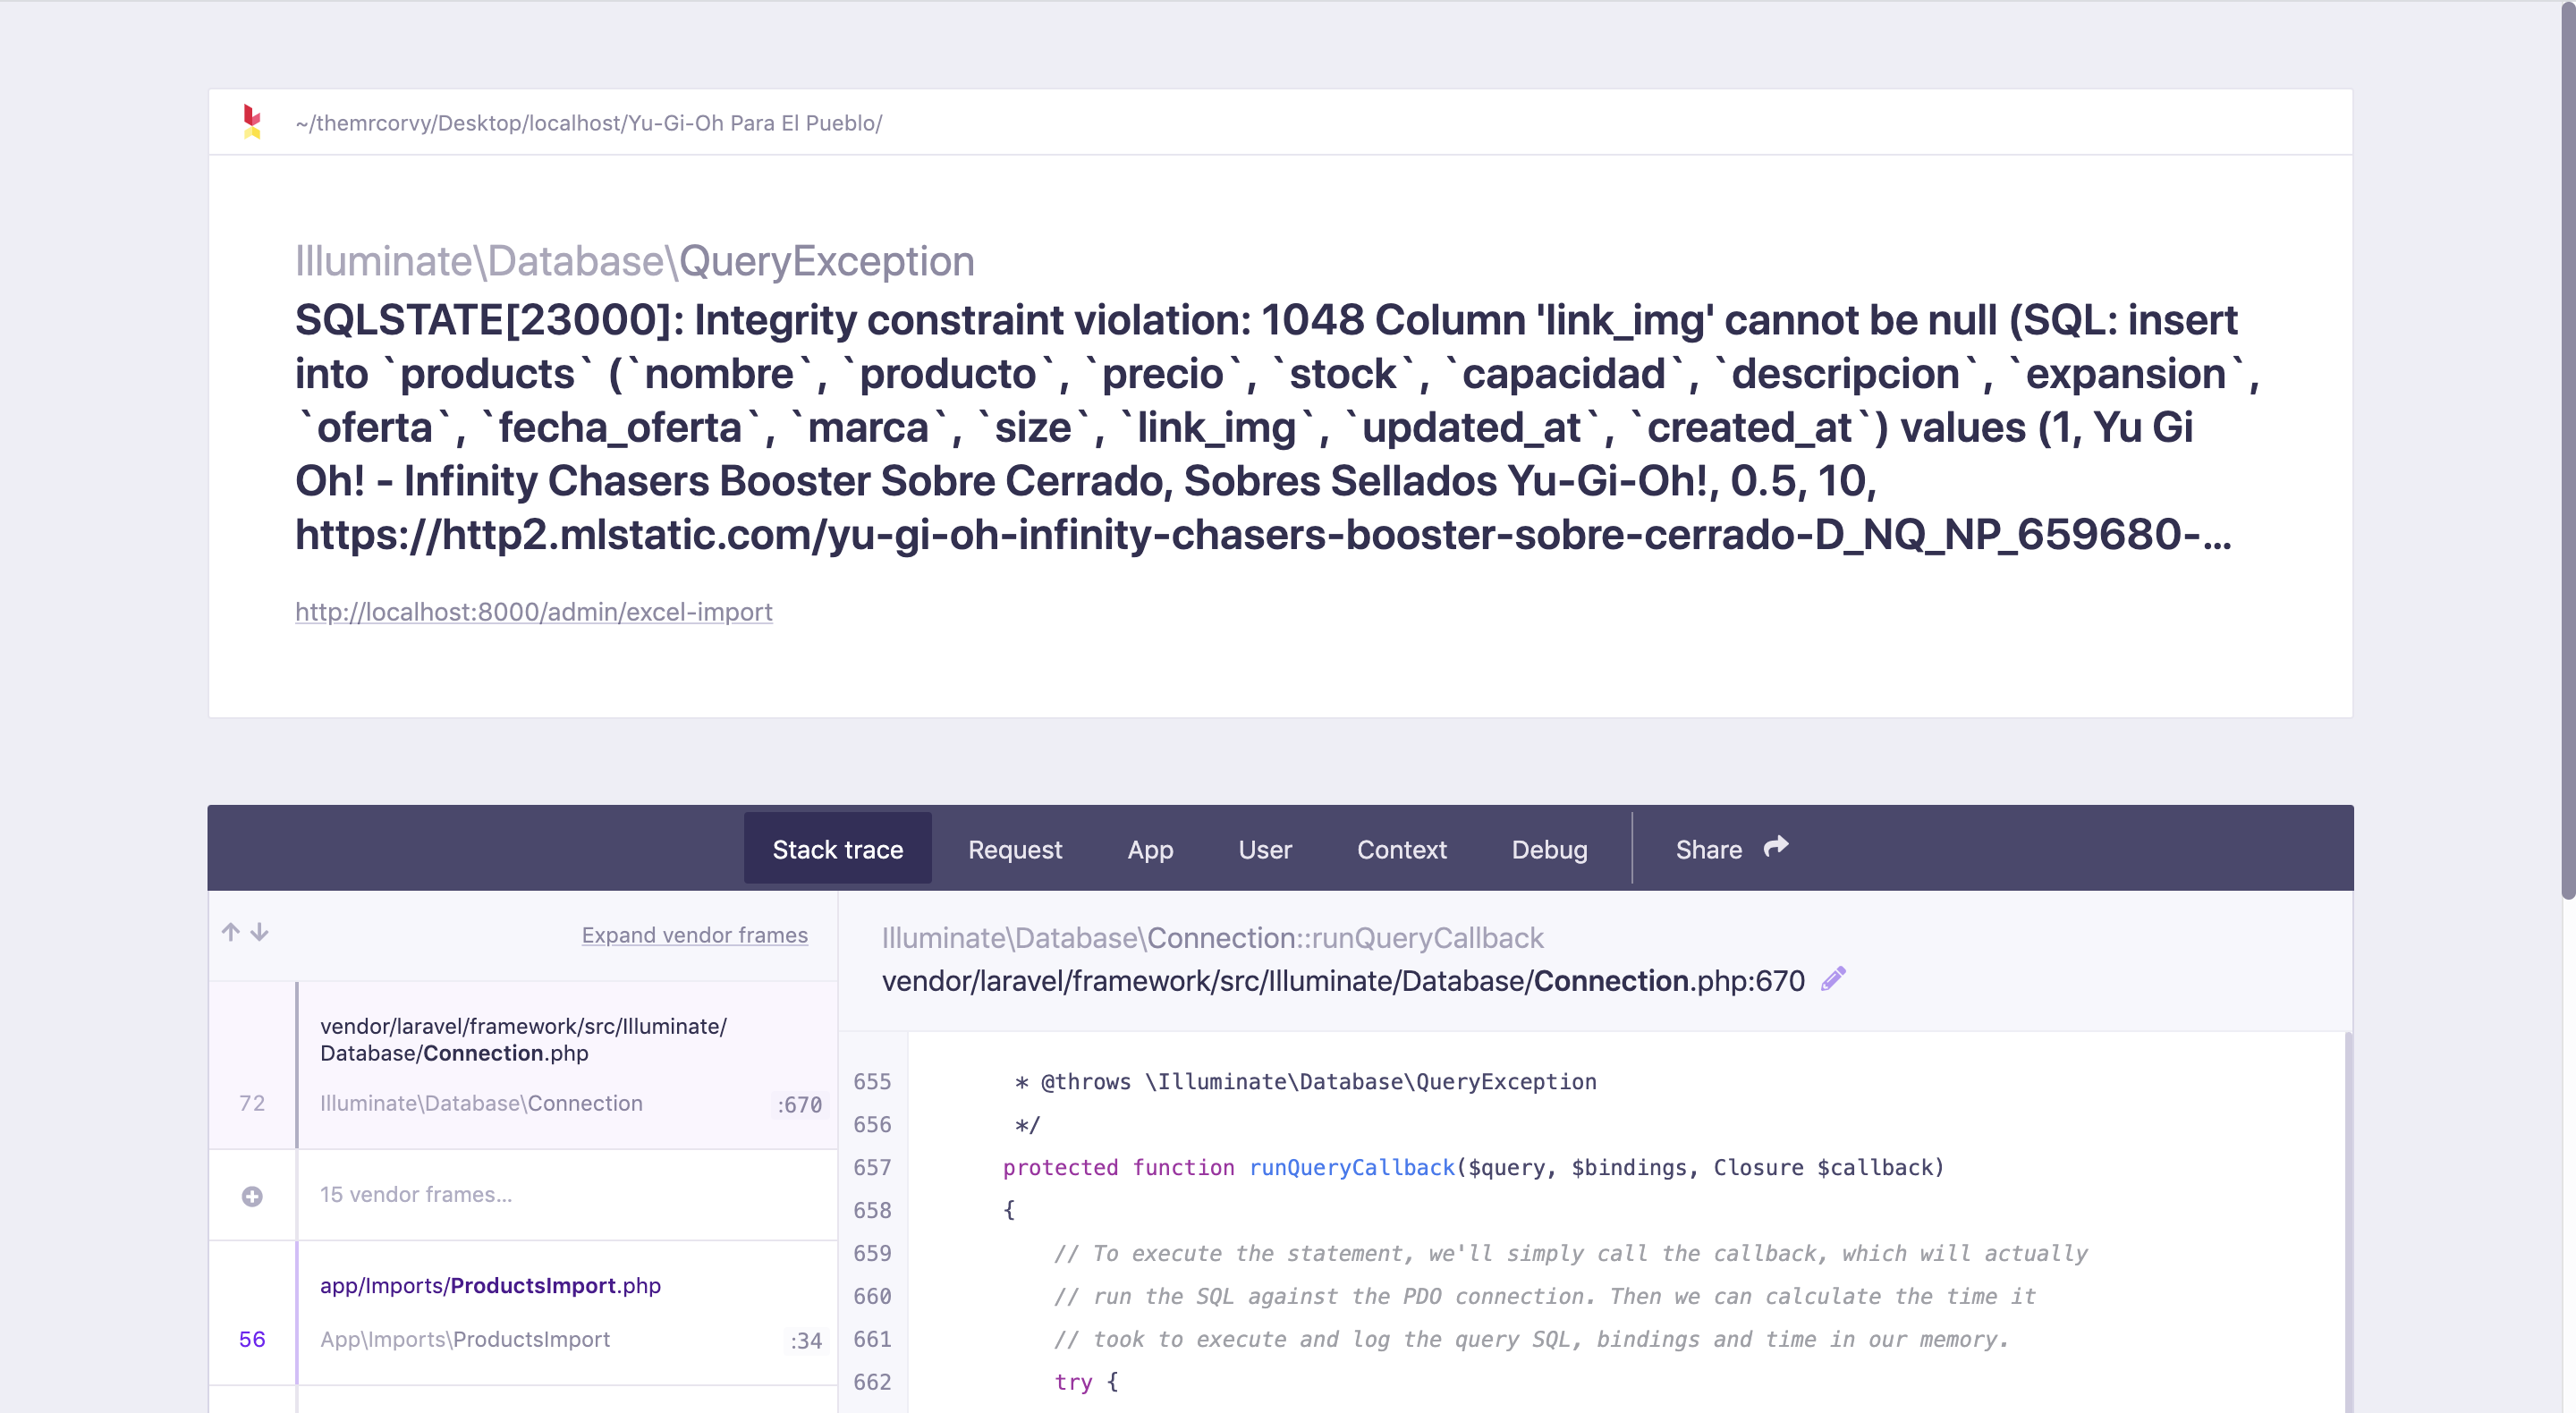 ~/themrcorvy/Desktop/localhost/Yu-Gi-Oh Para El Pueblo/
Illuminate\Database\QueryException
SQLSTATE[23000]: Integrity constraint violation: 1048 Column 'link_img' cannot be null (SQL: insert
into `products` (`nombre`, `producto`, `precio`, `stock`, `capacidad`, `descripcion`, `expansion`,
`oferta`, `fecha_oferta`, `marca`, `size`, `link_img`, `updated_at`, `created_at`) values (1, Yu Gi
Oh! - Infinity Chasers Booster Sobre Cerrado, Sobres Sellados Yu-Gi-Oh!, 0.5, 10,
https://http2.mlstatic.com/yu-gi-oh-infinity-chasers-booster-sobre-cerrado-D_NQ_NP_659680-...
http://localhost:8000/admin/excel-import
Stack trace Request App User Context Debug Share
Expand vendor frames
vendor/laravel/framework/src/Illuminate/
Database/Connection.php
72 Illuminate\Database\Connection :670
15 vendor frames...
app/Imports/ProductsImport.php
56 App\Imports\ProductsImport :34
Illuminate\Database\Connection::runQueryCallback
vendor/laravel/framework/src/Illuminate/Database/Connection.php:670
655 * @throws \Illuminate\Database\QueryException
656 */
657 protected function runQueryCallback($query, $bindings, Closure $callback)
658 {
659 // To execute the statement, we'll simply call the callback, which will actually
660 // run the SQL against the PDO connection. Then we can calculate the time it
661 // took to execute and log the query SQL, bindings and time in our memory.
662 try {